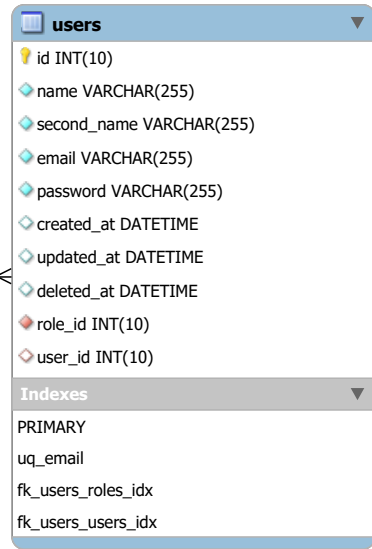 users
id INT(10)
name VARCHAR(255)
second_name VARCHAR(255)
email VARCHAR(255)
password VARCHAR(255)
created_at DATETIME
updated_at DATETIME
deleted_at DATETIME
role_id INT(10)
user_id INT(10)
Indexes
PRIMARY
uq_email
fk_users_roles_idx
fk_users_users_idx